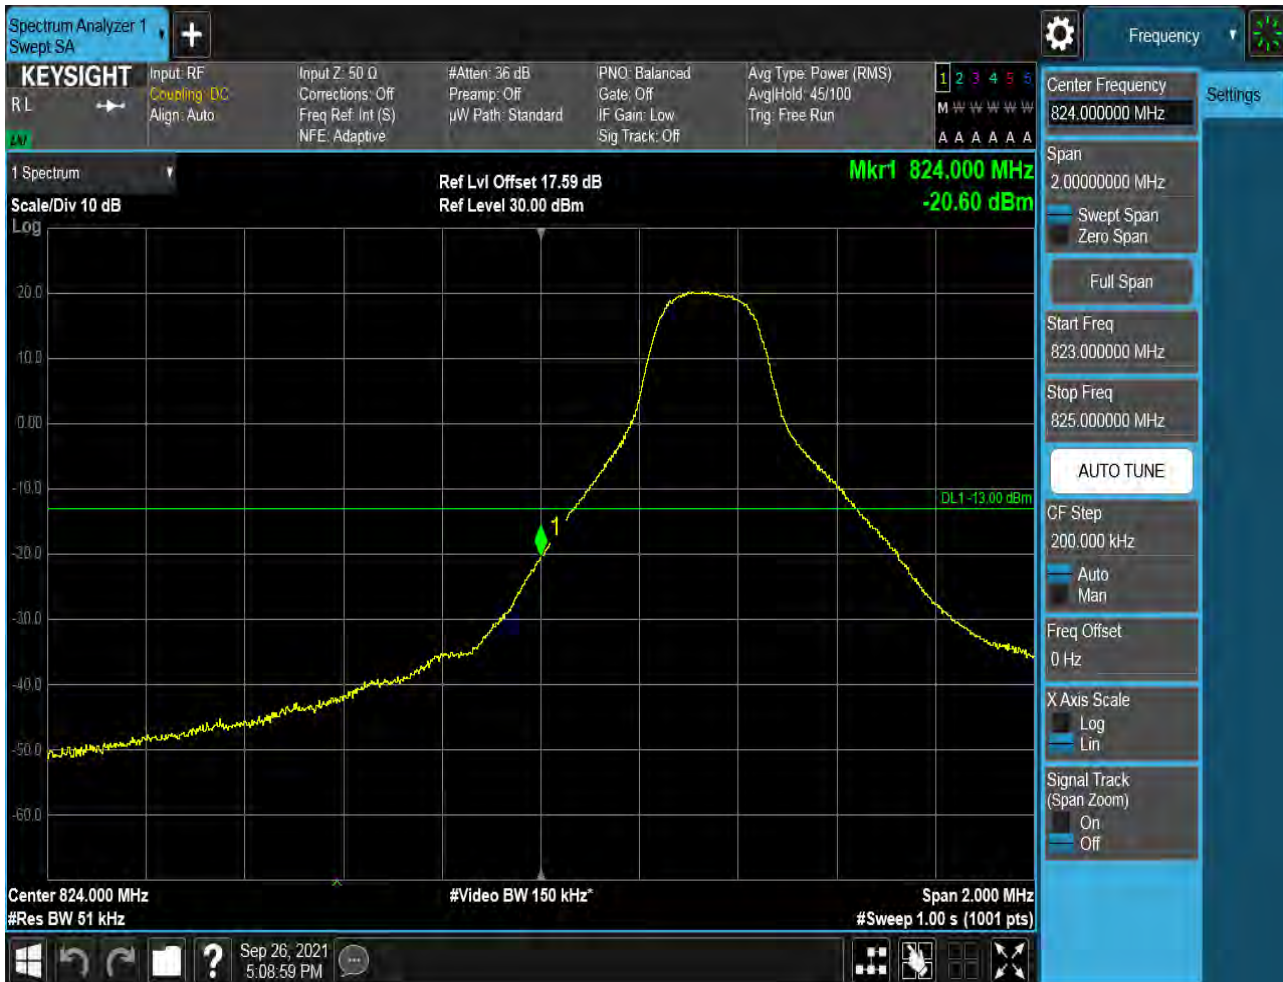 Spectrum Analyzer 1
Swept SA
Frequency
KEYSIGHT
RL
LXI
Input: RF
Coupling: DC
Align: Auto
Input Z: 50 Ω
Corrections: Off
Freq Ref: Int (S)
NFE: Adaptive
#Atten: 36 dB
Preamp: Off
µW Path: Standard
PNO: Balanced
Gate: Off
IF Gain: Low
Sig Track: Off
Avg Type: Power (RMS)
Avg|Hold: 45/100
Trig: Free Run
1 2 3 4 5 6
M W W W W W
A A A A A A
1 Spectrum
Scale/Div 10 dB
Log
Ref Lvl Offset 17.59 dB
Ref Level 30.00 dBm
Mkr1 824.000 MHz
-20.60 dBm
20.0
10.0
0.00
-10.0
-20.0
-30.0
-40.0
-50.0
-60.0
DL1 -13.00 dBm
1
Center 824.000 MHz
#Res BW 51 kHz
#Video BW 150 kHz*
Span 2.000 MHz
#Sweep 1.00 s (1001 pts)
Sep 26, 2021
5:08:59 PM
Center Frequency
824.000000 MHz
Settings
Span
2.00000000 MHz
Swept Span
Zero Span
Full Span
Start Freq
823.000000 MHz
Stop Freq
825.000000 MHz
AUTO TUNE
CF Step
200.000 kHz
Auto
Man
Freq Offset
0 Hz
X Axis Scale
Log
Lin
Signal Track
(Span Zoom)
On
Off